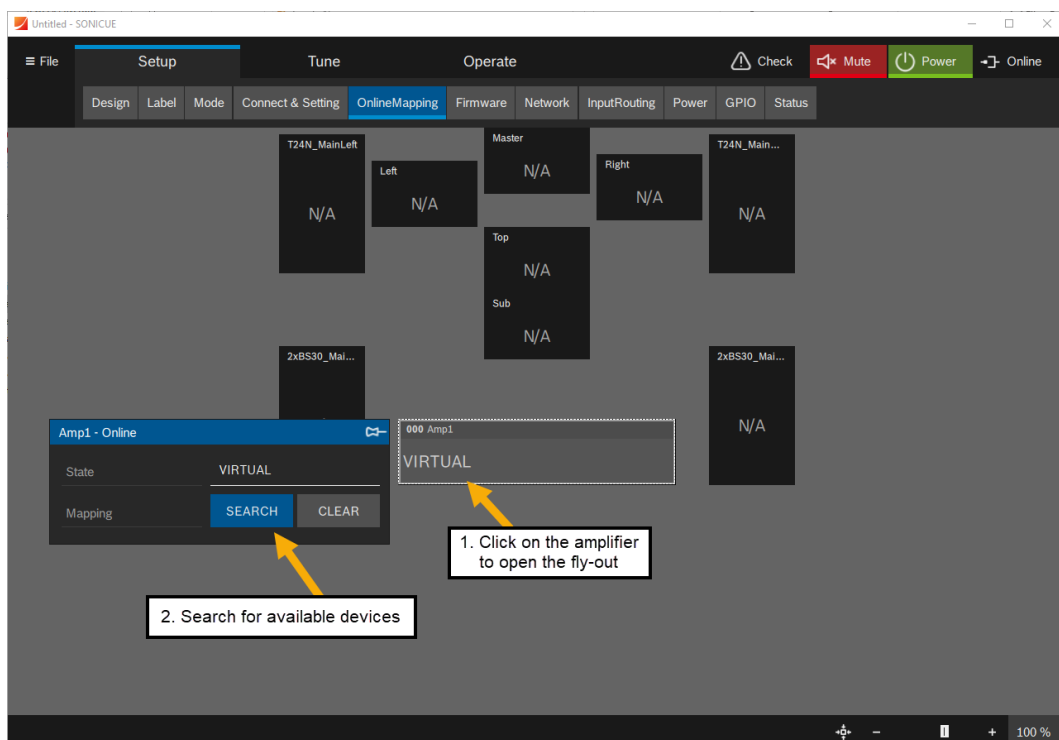 Untitled - SONICUE
File
Setup
Tune
Operate
Check
Mute
Power
Online
Design
Label
Mode
Connect & Setting
OnlineMapping
Firmware
Network
InputRouting
Power
GPIO
Status
T24N_MainLeft
N/A
Left
N/A
Master
N/A
Right
N/A
T24N_Main...
N/A
Top
N/A
Sub
N/A
2xBS30_Mai...
2xBS30_Mai...
N/A
Amp1 - Online
State
VIRTUAL
Mapping
SEARCH
CLEAR
000 Amp1
VIRTUAL
1. Click on the amplifier
to open the fly-out
2. Search for available devices
100 %